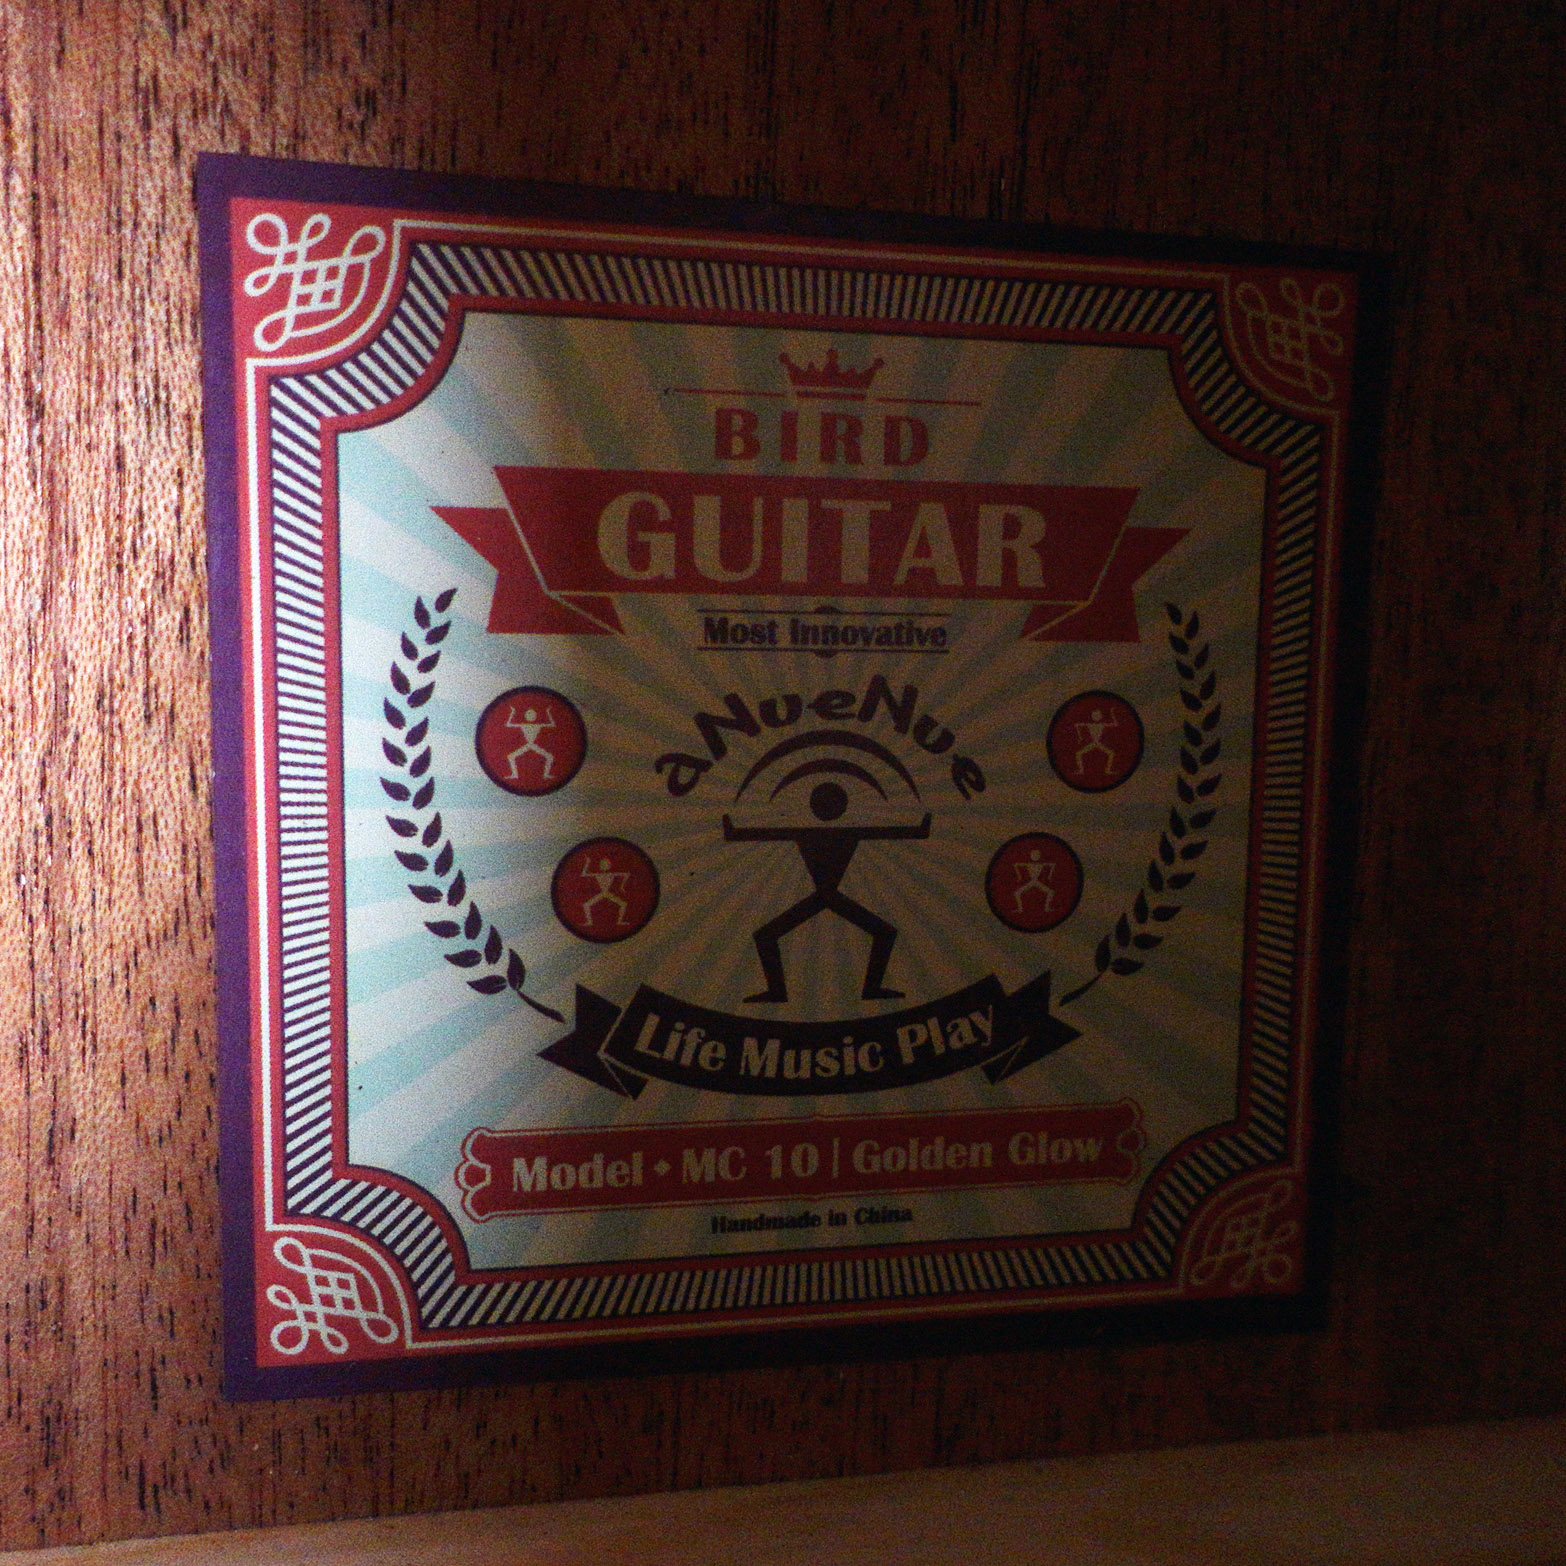 BIRD
GUITAR
Most Innovative
aNueNue
Life Music Play
Model • MC 10 | Golden Glow
Handmade in China